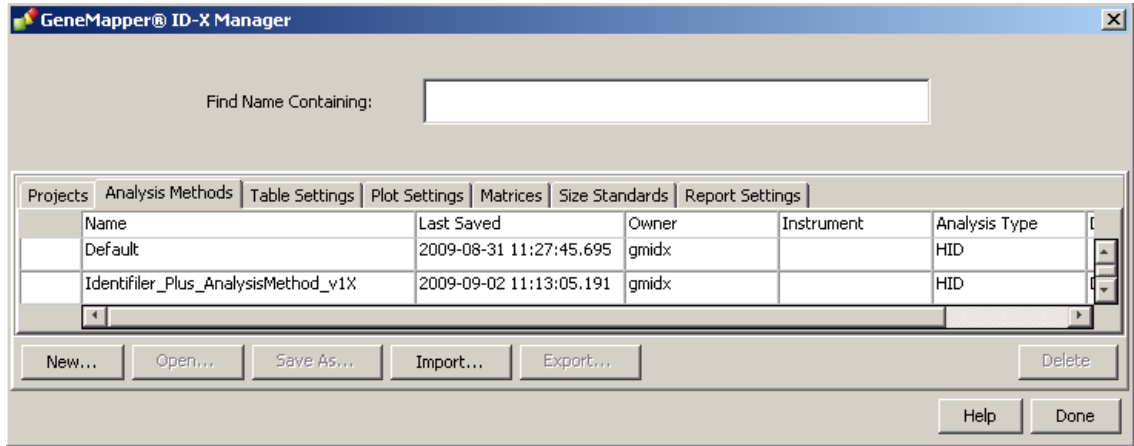 GeneMapper® ID-X Manager
Find Name Containing:
Projects Analysis Methods Table Settings Plot Settings Matrices Size Standards Report Settings
Name Last Saved Owner Instrument Analysis Type
Default 2009-08-31 11:27:45.695 gmidx HID
Identifiler_Plus_AnalysisMethod_v1X 2009-09-02 11:13:05.191 gmidx HID
New... Open... Save As... Import... Export... Delete
Help Done